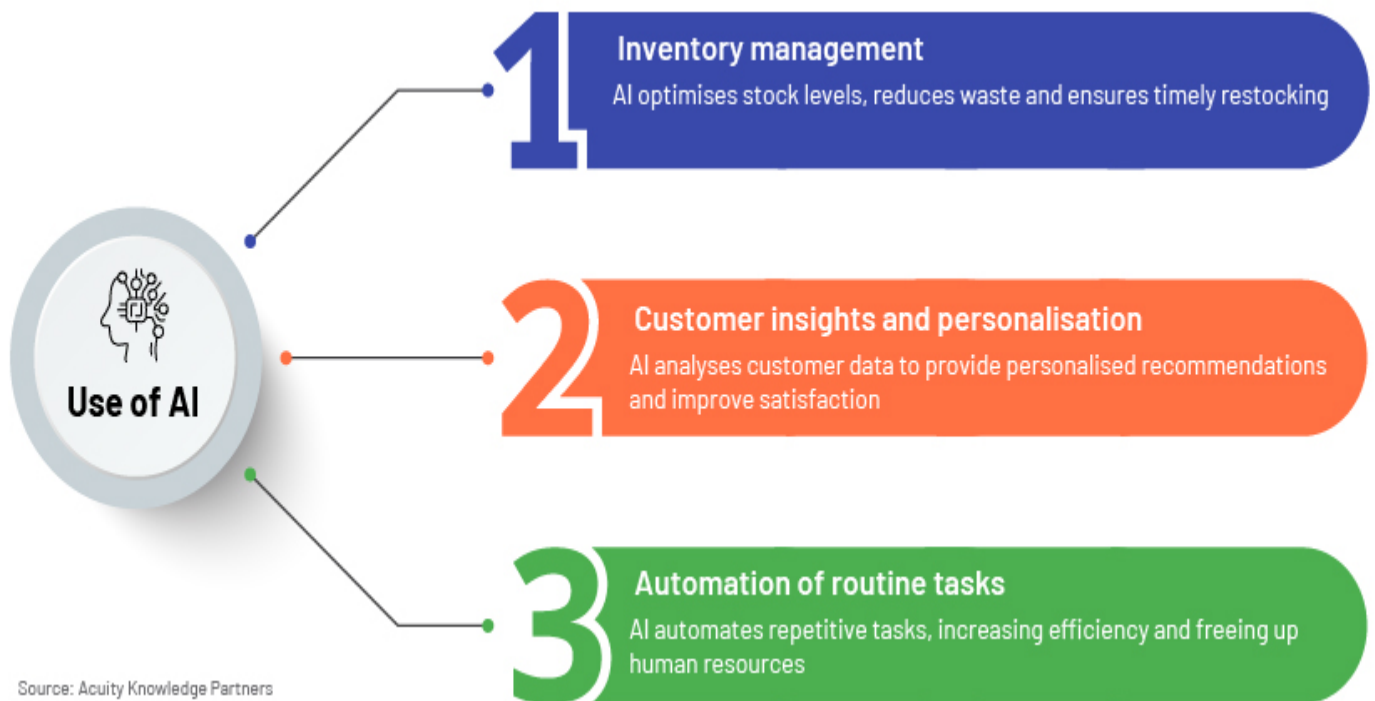 Use of AI
1
Inventory management
AI optimises stock levels, reduces waste and ensures timely restocking
2
Customer insights and personalisation
AI analyses customer data to provide personalised recommendations
and improve satisfaction
3
Automation of routine tasks
AI automates repetitive tasks, increasing efficiency and freeing up
human resources
Source: Acuity Knowledge Partners